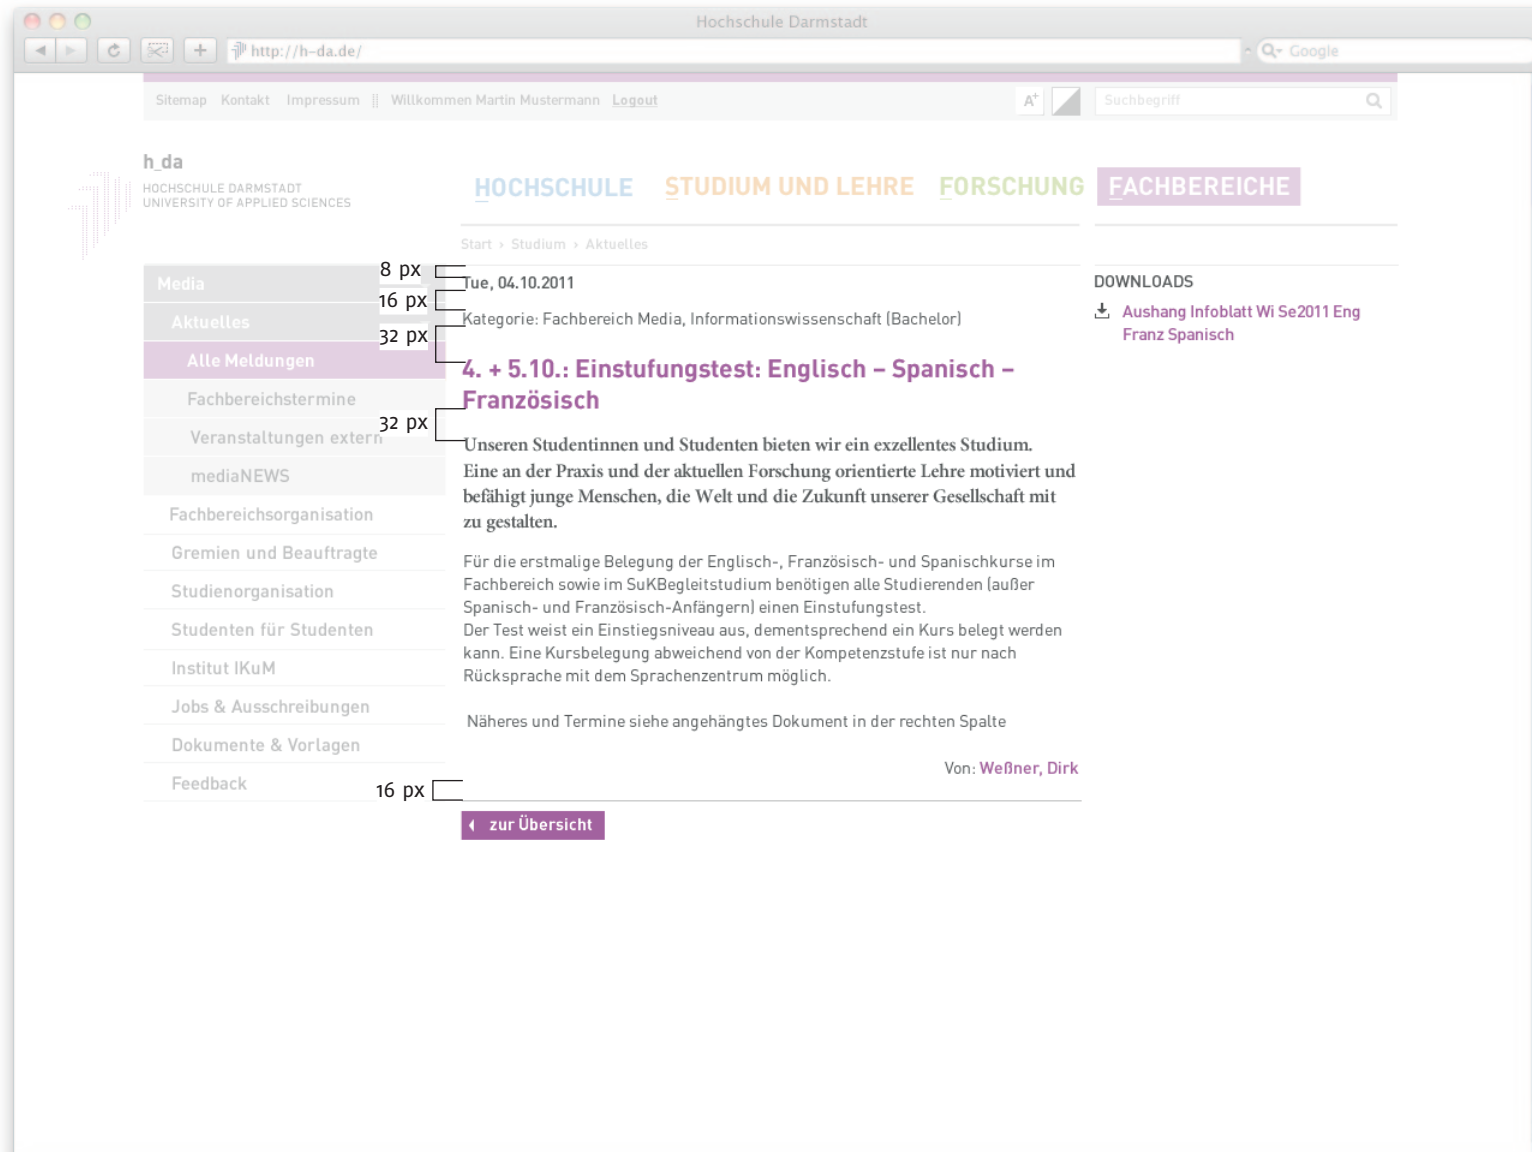 Hochschule Darmstadt
http://h-da.de/
Google
Sitemap Kontakt Impressum || Willkommen Martin Mustermann Logout
A+
Suchbegriff
h_da
HOCHSCHULE DARMSTADT
UNIVERSITY OF APPLIED SCIENCES
HOCHSCHULE
STUDIUM UND LEHRE
FORSCHUNG
FACHBEREICHE
Start › Studium › Aktuelles
Media
Aktuelles
Alle Meldungen
Fachbereichstermine
Veranstaltungen extern
mediaNEWS
Fachbereichsorganisation
Gremien und Beauftragte
Studienorganisation
Studenten für Studenten
Institut IKuM
Jobs & Ausschreibungen
Dokumente & Vorlagen
Feedback
8 px
16 px
32 px
32 px
16 px
Tue, 04.10.2011
Kategorie: Fachbereich Media, Informationswissenschaft (Bachelor)
4. + 5.10.: Einstufungstest: Englisch – Spanisch –
Französisch
Unseren Studentinnen und Studenten bieten wir ein exzellentes Studium.
Eine an der Praxis und der aktuellen Forschung orientierte Lehre motiviert und
befähigt junge Menschen, die Welt und die Zukunft unserer Gesellschaft mit
zu gestalten.
Für die erstmalige Belegung der Englisch-, Französisch- und Spanischkurse im
Fachbereich sowie im SuKBegleitstudium benötigen alle Studierenden (außer
Spanisch- und Französisch-Anfängern) einen Einstufungstest.
Der Test weist ein Einstiegsniveau aus, dementsprechend ein Kurs belegt werden
kann. Eine Kursbelegung abweichend von der Kompetenzstufe ist nur nach
Rücksprache mit dem Sprachenzentrum möglich.
Näheres und Termine siehe angehängtes Dokument in der rechten Spalte
Von: Weßner, Dirk
zur Übersicht
DOWNLOADS
Aushang Infoblatt Wi Se2011 Eng
Franz Spanisch